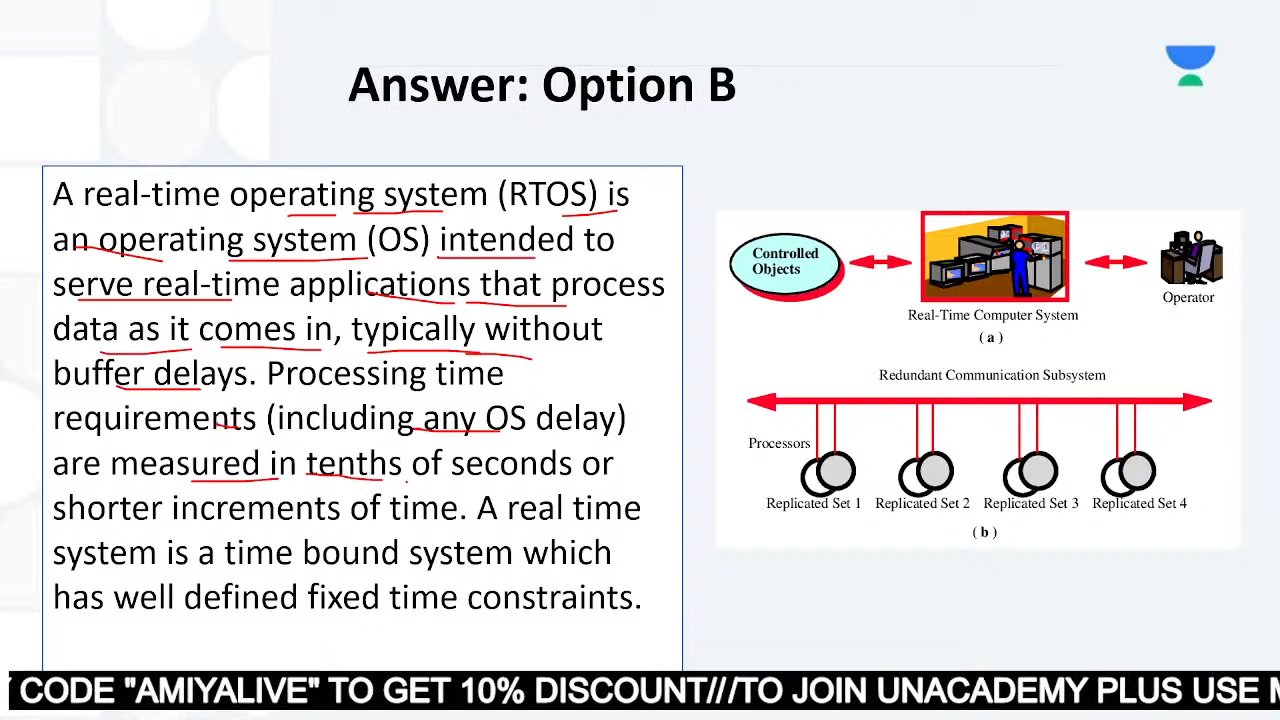 Answer: Option B
A real-time operating system (RTOS) is
an operating system (OS) intended to
serve real-time applications that process
data as it comes in, typically without
buffer delays. Processing time
requirements (including any OS delay)
are measured in tenths of seconds or
shorter increments of time. A real time
system is a time bound system which
has well defined fixed time constraints.
Controlled
Objects
Operator
Real-Time Computer System
( a )
Redundant Communication Subsystem
Processors
Replicated Set 1 Replicated Set 2 Replicated Set 3 Replicated Set 4
( b )
CODE "AMIYALIVE" TO GET 10% DISCOUNT///TO JOIN UNACADEMY PLUS USE